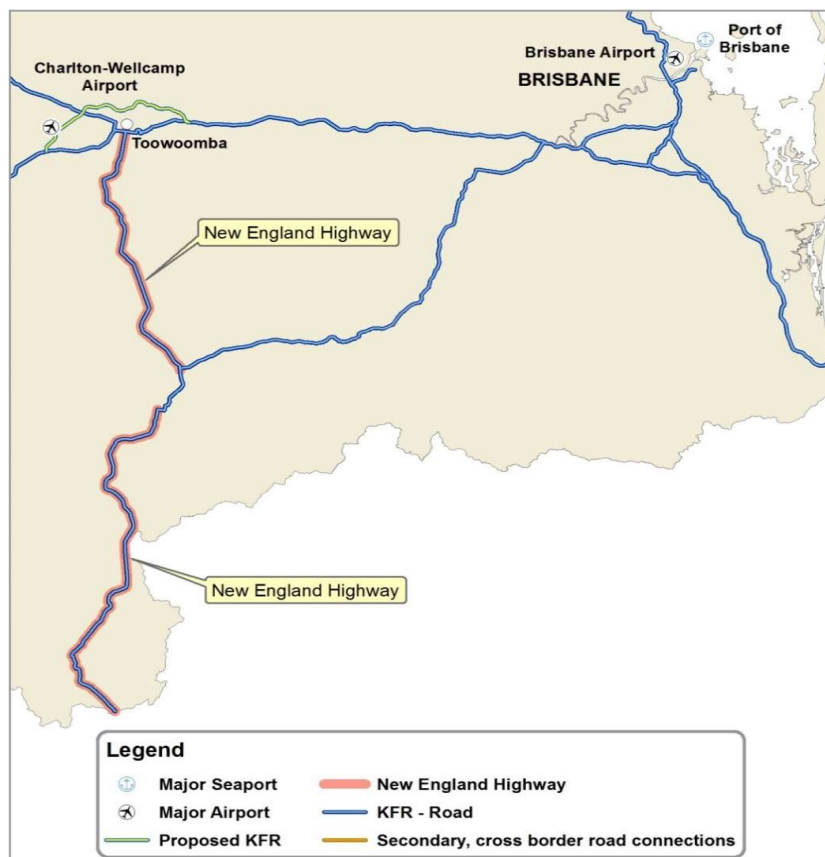 Port of
Brisbane
Brisbane Airport
BRISBANE
Charlton-Wellcamp
Airport
Toowoomba
New England Highway
New England Highway
Legend
Major Seaport
New England Highway
Major Airport
KFR - Road
Proposed KFR
Secondary, cross border road connections